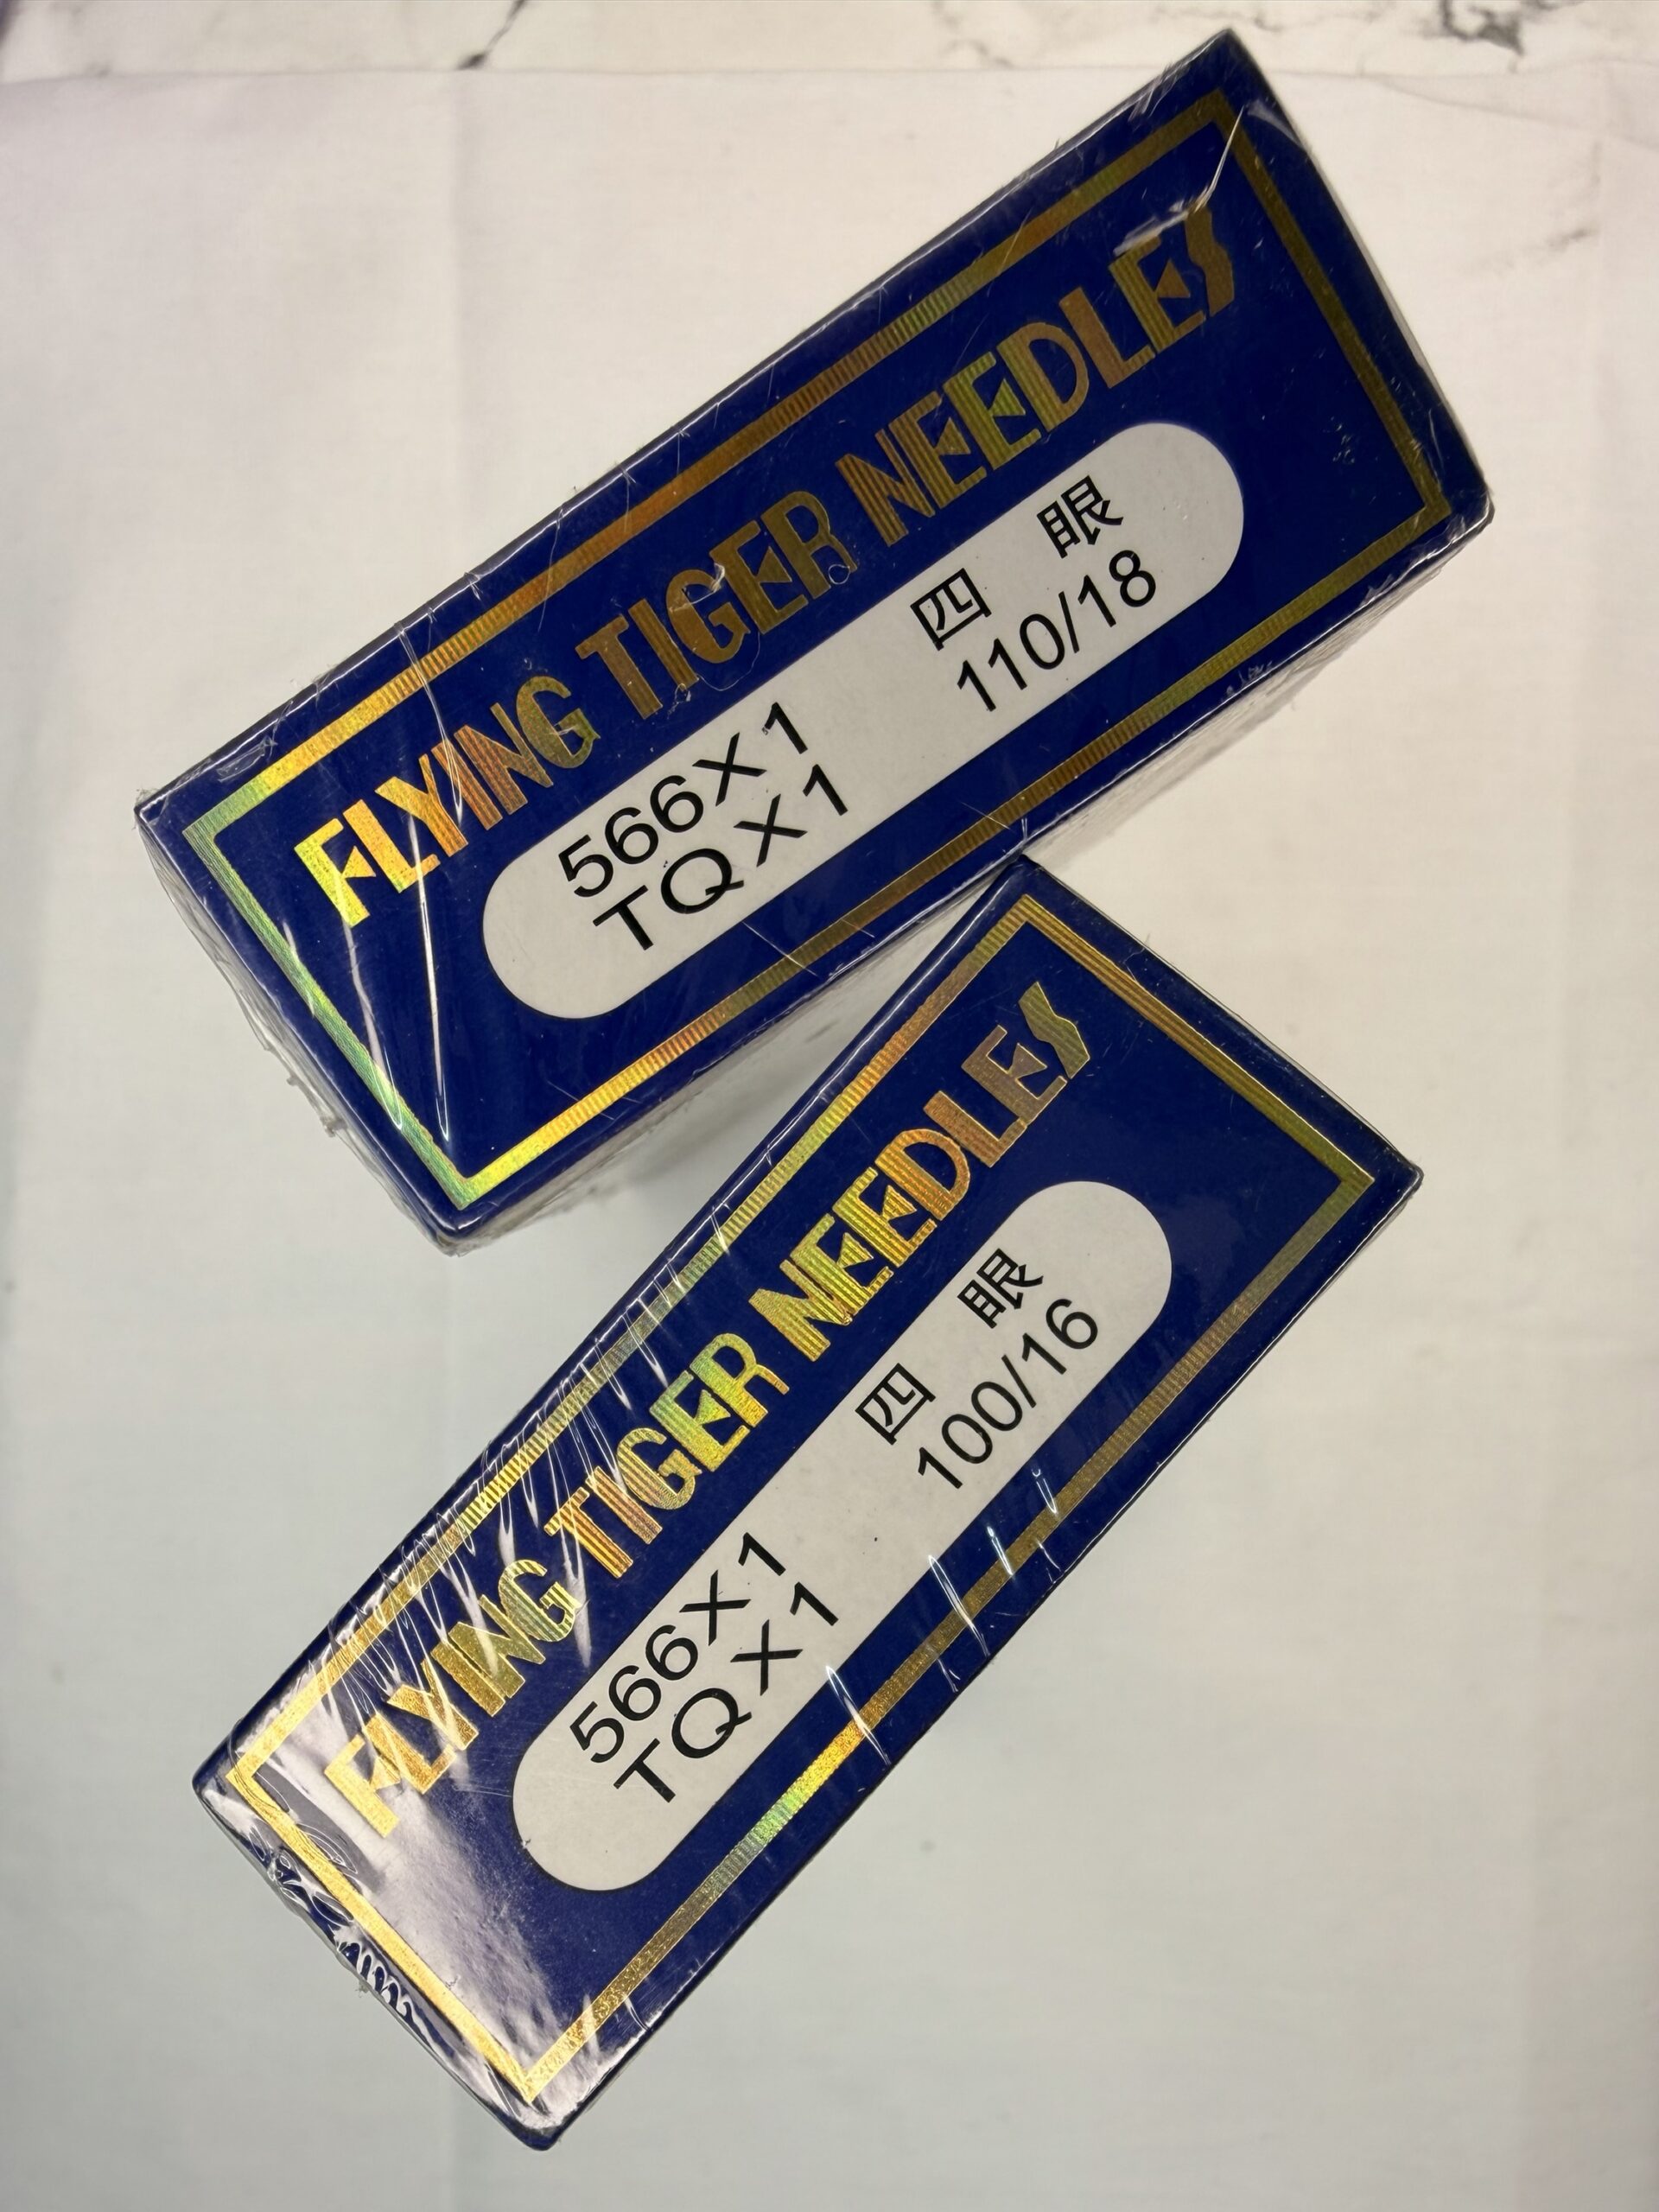 FLYING TIGER NEEDLES
四 眼
566X1 110/18
TQX1
FLYING TIGER NEEDLES
四 眼
566X1 100/16
TQX1